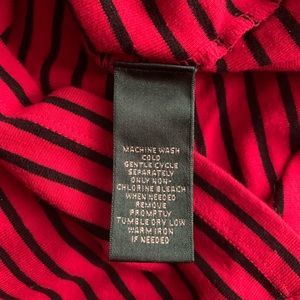 MACHINE WASH
COLD
GENTLE CYCLE
SEPARATELY
ONLY NON-
CHLORINE BLEACH
WHEN NEEDED
REMOVE
PROMPTLY
TUMBLE DRY LOW
WARM IRON
IF NEEDED